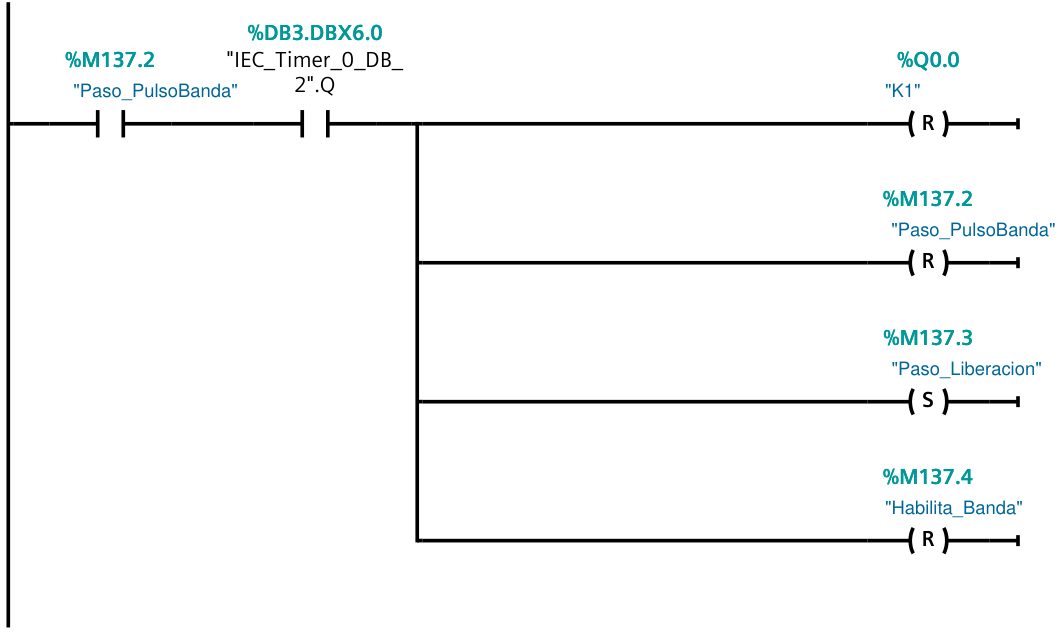 %DB3.DBX6.0
%M137.2
"IEC_Timer_0_DB_
%Q0.0
"Paso_PulsoBanda"
2".Q
"K1"
R
%M137.2
"Paso_PulsoBanda"
R
%M137.3
"Paso_Liberacion"
S
%M137.4
"Habilita_Banda"
R